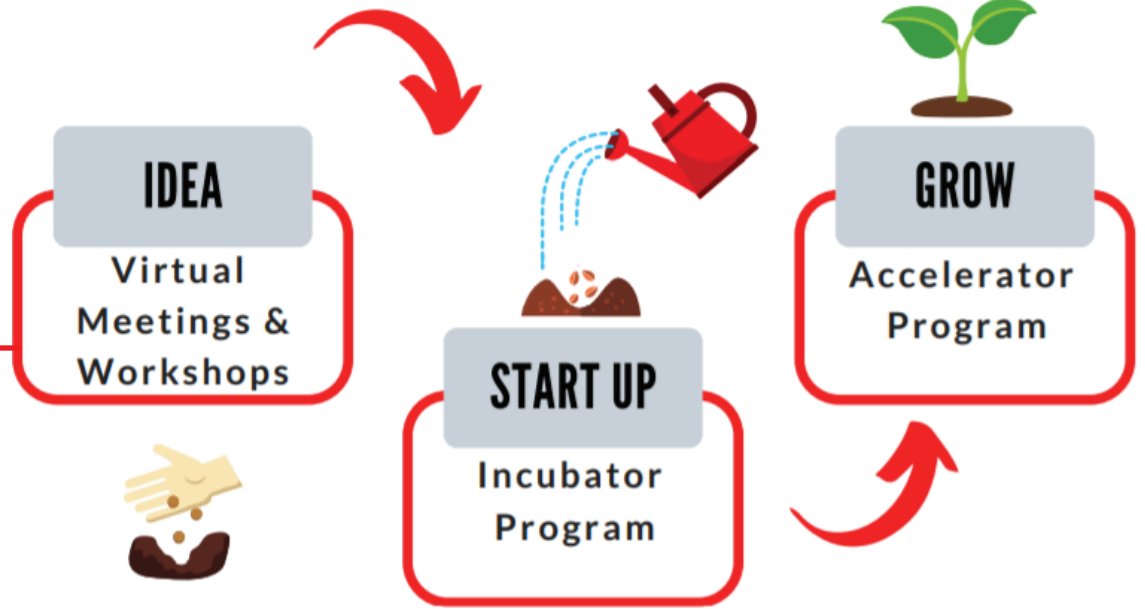 IDEA
Virtual
Meetings &
Workshops
START UP
Incubator
Program
GROW
Accelerator
Program